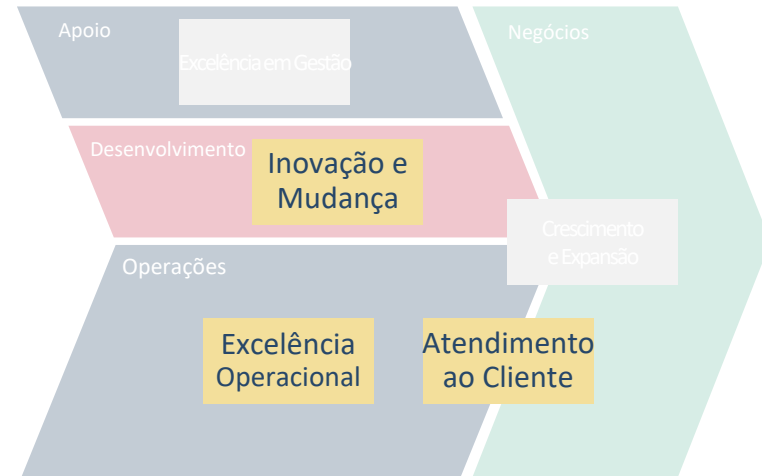 Apoio
Negócios
Excelência em Gestão
Desenvolvimento
Inovação e
Mudança
Crescimento
e Expansão
Operações
Excelência
Operacional
Atendimento
ao Cliente